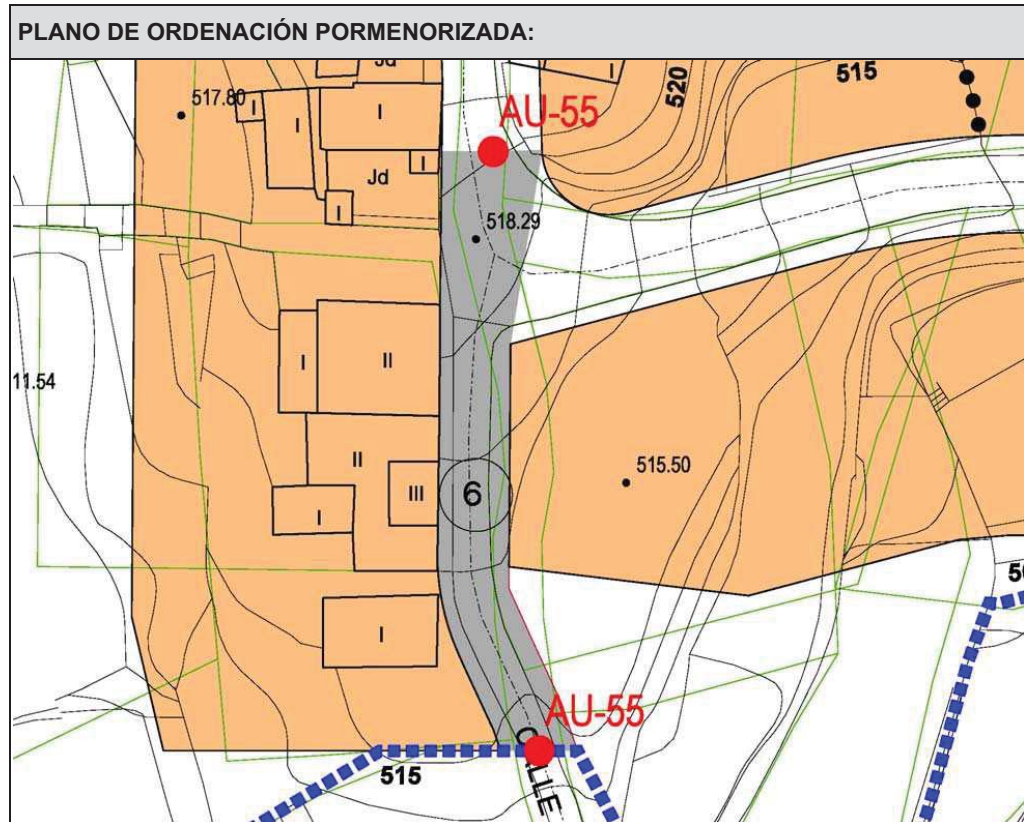 PLANO DE ORDENACIÓN PORMENORIZADA:
Jd
I
515
520
517.80
I
I
I
AU-55
I
Jd
I
518.29
I
II
11.54
II
III
6
515.50
I
I
AU-55
515
CALLE